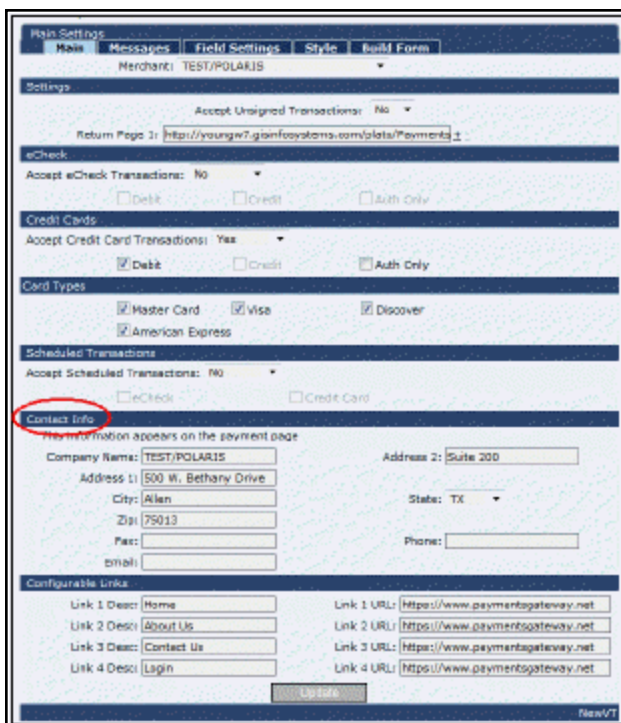 Main Settings
Main Messages Field Settings Style Build Form
Merchant: TEST/POLARIS
Settings
Accept Unsigned Transactions: No
Return Page 1: http://youngw7.gisinfosystems.com/plats/Payments +
eCheck
Accept eCheck Transactions: No
Debit Credit Auth Only
Credit Cards
Accept Credit Card Transactions: Yes
Debit Credit Auth Only
Card Types
Master Card Visa Discover
American Express
Scheduled Transactions
Accept Scheduled Transactions: No
eCheck Credit Card
Contact Info
This information appears on the payment page
Company Name: TEST/POLARIS Address 2: Suite 200
Address 1: 500 W. Bethany Drive
City: Allen State: TX
Zip: 75013
Fax: Phone:
Email:
Configurable Links
Link 1 Desc: Home Link 1 URL: https://www.paymentsgateway.net
Link 2 Desc: About Us Link 2 URL: https://www.paymentsgateway.net
Link 3 Desc: Contact Us Link 3 URL: https://www.paymentsgateway.net
Link 4 Desc: Login Link 4 URL: https://www.paymentsgateway.net
Update
NewVT